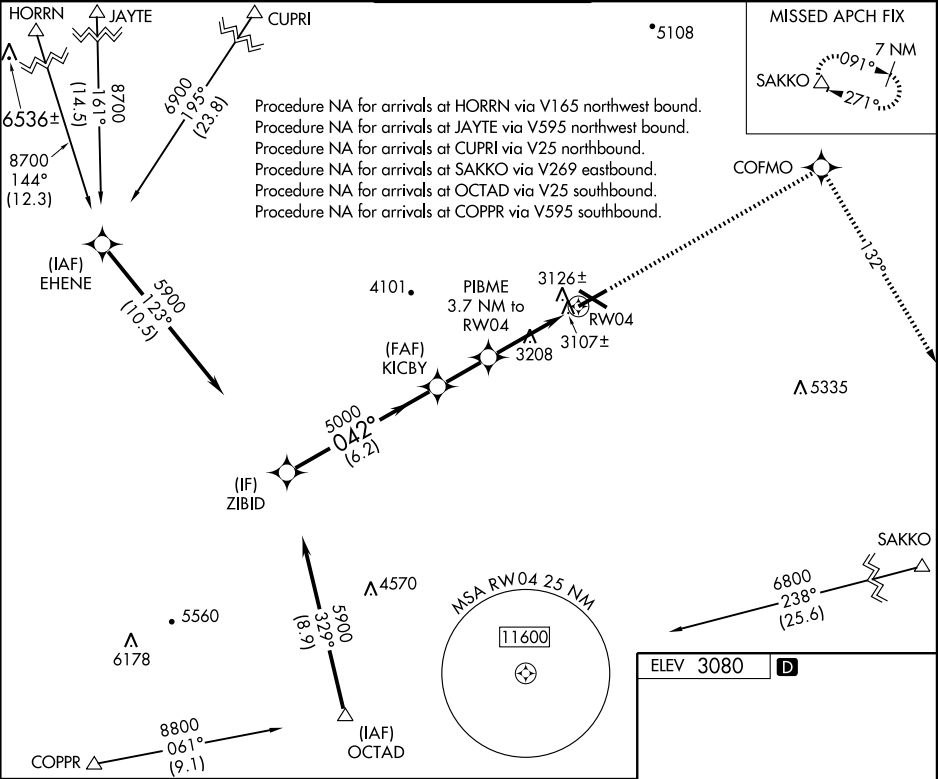 HORRN
JAYTE
CUPRI
5108
MISSED APCH FIX
7 NM
091°
SAKKO
271°
6536±
8700
161°
(14.5)
6900
195°
(23.8)
8700
144°
(12.3)
Procedure NA for arrivals at HORRN via V165 northwest bound.
Procedure NA for arrivals at JAYTE via V595 northwest bound.
Procedure NA for arrivals at CUPRI via V25 northbound.
Procedure NA for arrivals at SAKKO via V269 eastbound.
Procedure NA for arrivals at OCTAD via V25 southbound.
Procedure NA for arrivals at COPPR via V595 southbound.
COFMO
132°
(IAF)
EHENE
5900
123°
(10.5)
4101
PIBME
3.7 NM to
RW04
3126±
RW04
3107±
3208
(FAF)
KICBY
5335
5000
042°
(6.2)
(IF)
ZIBID
SAKKO
6800
238°
(25.6)
4570
5900
329°
(8.9)
MSA RW04 25 NM
11600
5560
6178
ELEV 3080 D
8800
061°
(9.1)
COPPR
(IAF)
OCTAD